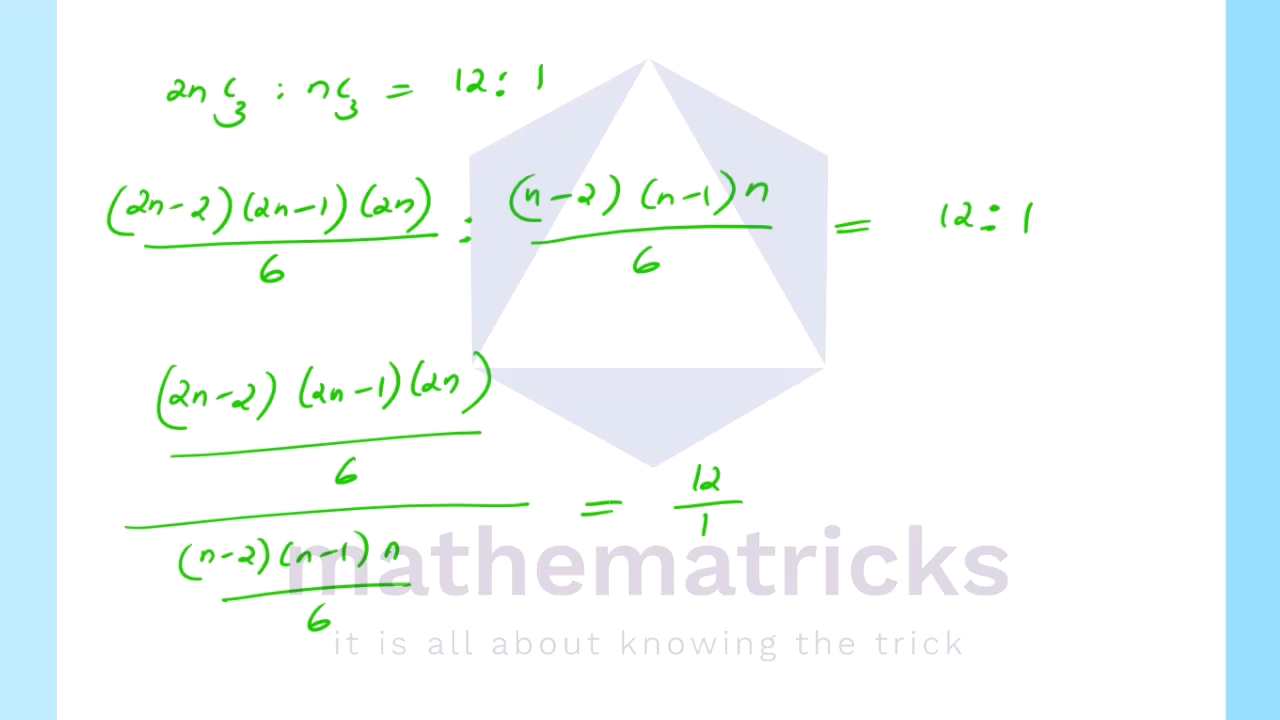 2nC₃ : nC₃ = 12 : 1
(2n-2)(2n-1)(2n) (n-2)(n-1)n
: = 12 : 1
6 6
(2n-2)(2n-1)(2n)
6
= 12/1
(n-2)(n-1)n
6
mathematricks
it is all about knowing the trick